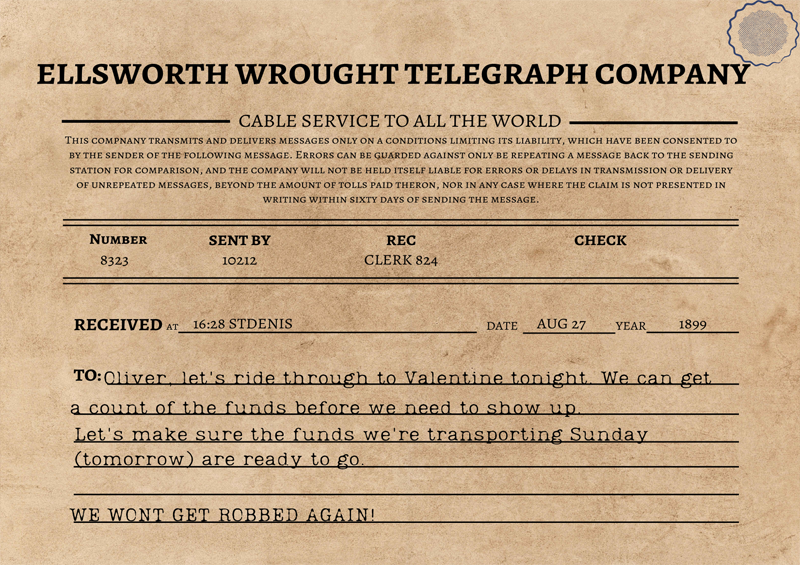 ELLSWORTH WROUGHT TELEGRAPH COMPANY
CABLE SERVICE TO ALL THE WORLD
THIS COMPNANY TRANSMITS AND DELIVERS MESSAGES ONLY ON A CONDITIONS LIMITING ITS LIABILITY, WHICH HAVE BEEN CONSENTED TO
BY THE SENDER OF THE FOLLOWING MESSAGE. ERRORS CAN BE GUARDED AGAINST ONLY BE REPEATING A MESSAGE BACK TO THE SENDING
STATION FOR COMPARISON, AND THE COMPANY WILL NOT BE HELD ITSELF LIABLE FOR ERRORS OR DELAYS IN TRANSMISSION OR DELIVERY
OF UNREPEATED MESSAGES, BEYOND THE AMOUNT OF TOLLS PAID THERON, NOR IN ANY CASE WHERE THE CLAIM IS NOT PRESENTED IN
WRITING WITHIN SIXTY DAYS OF SENDING THE MESSAGE.
NUMBER SENT BY REC CHECK
8323 10212 CLERK 824
RECEIVED AT 16:28 STDENIS DATE AUG 27 YEAR 1899
TO: Oliver, let's ride through to Valentine tonight. We can get
a count of the funds before we need to show up.
Let's make sure the funds we're transporting Sunday
(tomorrow) are ready to go.
WE WONT GET ROBBED AGAIN!